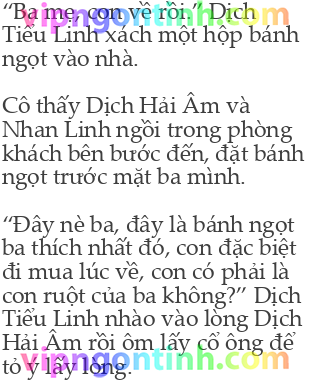 “Ba mẹ, con về rồi.” Dịch
Tiểu Linh xách một hộp bánh
ngọt vào nhà.
Cô thấy Dịch Hải Âm và
Nhan Linh ngồi trong phòng
khách bên bước đến, đặt bánh
ngọt trước mặt ba mình.
“Đây nè ba, đây là bánh ngọt
ba thích nhất đó, con đặc biệt
đi mua lúc về, con có phải là
con ruột của ba không?” Dịch
Tiểu Linh nhào vào lòng Dịch
Hải Âm rồi ôm lấy cổ ông để
tỏ ý lấy lòng.
vipngontinh.com
vipngontinh.com